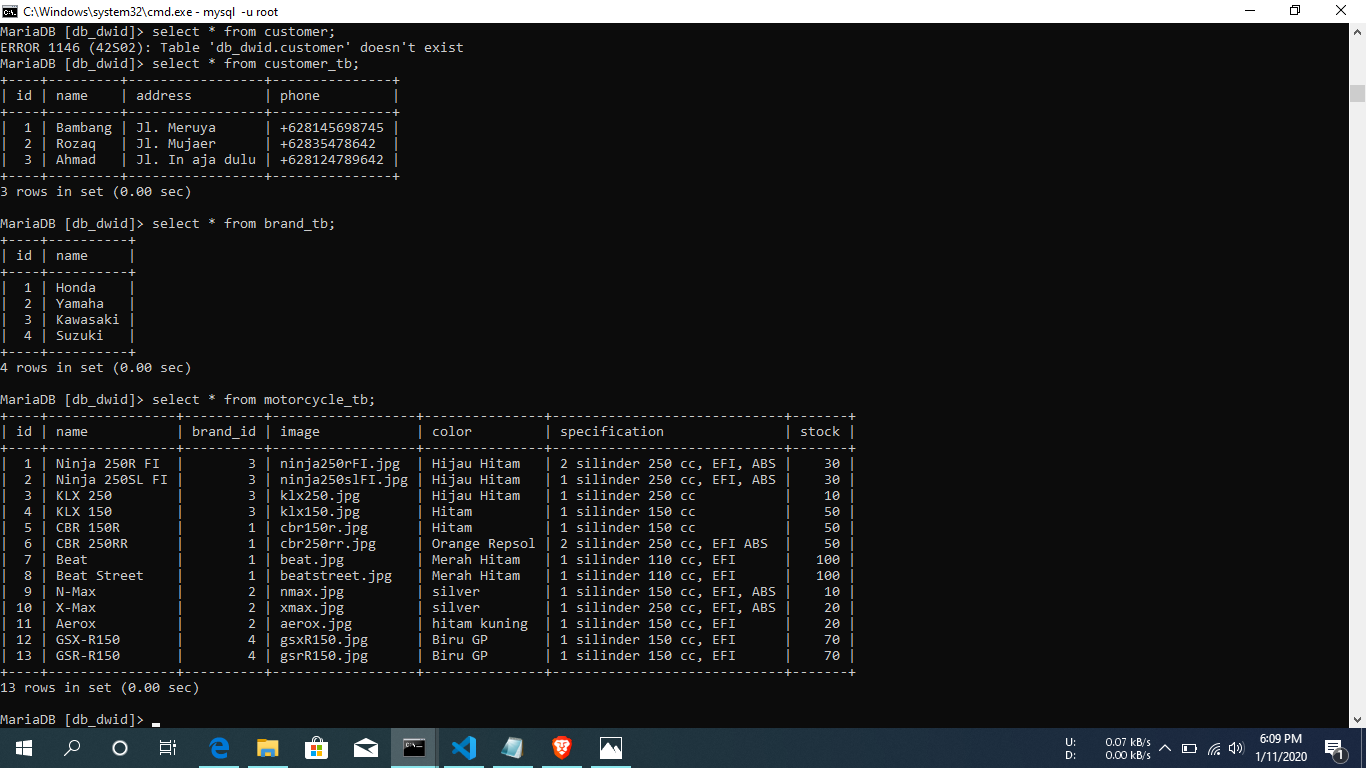 C:\Windows\system32\cmd.exe - mysql  -u root
MariaDB [db_dwid]> select * from customer;
ERROR 1146 (42S02): Table 'db_dwid.customer' doesn't exist
MariaDB [db_dwid]> select * from customer_tb;
+----+---------+-----------------+---------------+
| id | name    | address         | phone         |
+----+---------+-----------------+---------------+
|  1 | Bambang | Jl. Meruya      | +628145698745 |
|  2 | Rozaq   | Jl. Mujaer      | +62835478642  |
|  3 | Ahmad   | Jl. In aja dulu | +628124789642 |
+----+---------+-----------------+---------------+
3 rows in set (0.00 sec)
MariaDB [db_dwid]> select * from brand_tb;
+----+----------+
| id | name     |
+----+----------+
|  1 | Honda    |
|  2 | Yamaha   |
|  3 | Kawasaki |
|  4 | Suzuki   |
+----+----------+
4 rows in set (0.00 sec)
MariaDB [db_dwid]> select * from motorcycle_tb;
+----+----------------+----------+------------------+---------------+-----------------------------+-------+
| id | name           | brand_id | image            | color         | specification               | stock |
+----+----------------+----------+------------------+---------------+-----------------------------+-------+
|  1 | Ninja 250R FI  |        3 | ninja250rFI.jpg  | Hijau Hitam   | 2 silinder 250 cc, EFI, ABS |    30 |
|  2 | Ninja 250SL FI |        3 | ninja250slFI.jpg | Hijau Hitam   | 1 silinder 250 cc, EFI, ABS |    30 |
|  3 | KLX 250        |        3 | klx250.jpg       | Hijau Hitam   | 1 silinder 250 cc           |    10 |
|  4 | KLX 150        |        3 | klx150.jpg       | Hitam         | 1 silinder 150 cc           |    50 |
|  5 | CBR 150R       |        1 | cbr150r.jpg      | Hitam         | 1 silinder 150 cc           |    50 |
|  6 | CBR 250RR      |        1 | cbr250rr.jpg     | Orange Repsol | 2 silinder 250 cc, EFI ABS  |    50 |
|  7 | Beat           |        1 | beat.jpg         | Merah Hitam   | 1 silinder 110 cc, EFI      |   100 |
|  8 | Beat Street    |        1 | beatstreet.jpg   | Merah Hitam   | 1 silinder 110 cc, EFI      |   100 |
|  9 | N-Max          |        2 | nmax.jpg         | silver        | 1 silinder 150 cc, EFI, ABS |    10 |
| 10 | X-Max          |        2 | xmax.jpg         | silver        | 1 silinder 250 cc, EFI, ABS |    20 |
| 11 | Aerox          |        2 | aerox.jpg        | hitam kuning  | 1 silinder 150 cc, EFI      |    20 |
| 12 | GSX-R150       |        4 | gsxR150.jpg      | Biru GP       | 1 silinder 150 cc, EFI      |    70 |
| 13 | GSR-R150       |        4 | gsrR150.jpg      | Biru GP       | 1 silinder 150 cc, EFI      |    70 |
+----+----------------+----------+------------------+---------------+-----------------------------+-------+
13 rows in set (0.00 sec)
MariaDB [db_dwid]> _
U: 0.07 kB/s
D: 0.00 kB/s
6:09 PM
1/11/2020
1